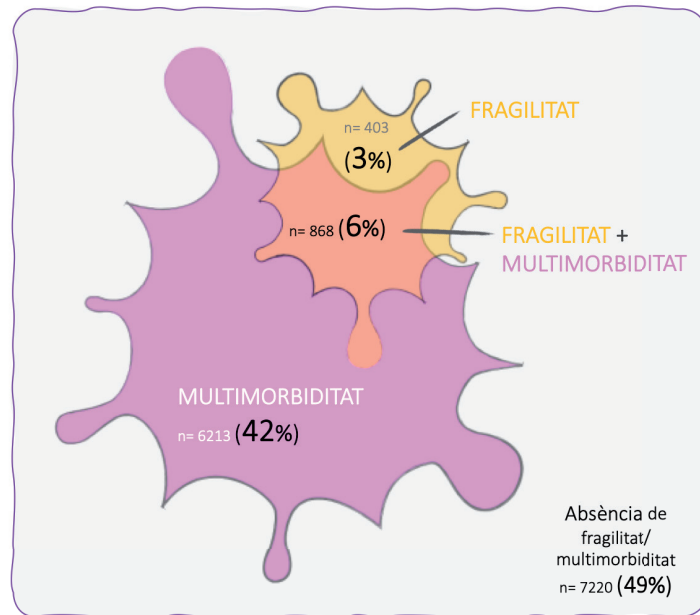 FRAGILITAT
n= 403
(3%)
n= 868 (6%)
FRAGILITAT +
MULTIMORBIDITAT
MULTIMORBIDITAT
n= 6213 (42%)
Absència de
fragilitat/
multimorbiditat
n= 7220 (49%)